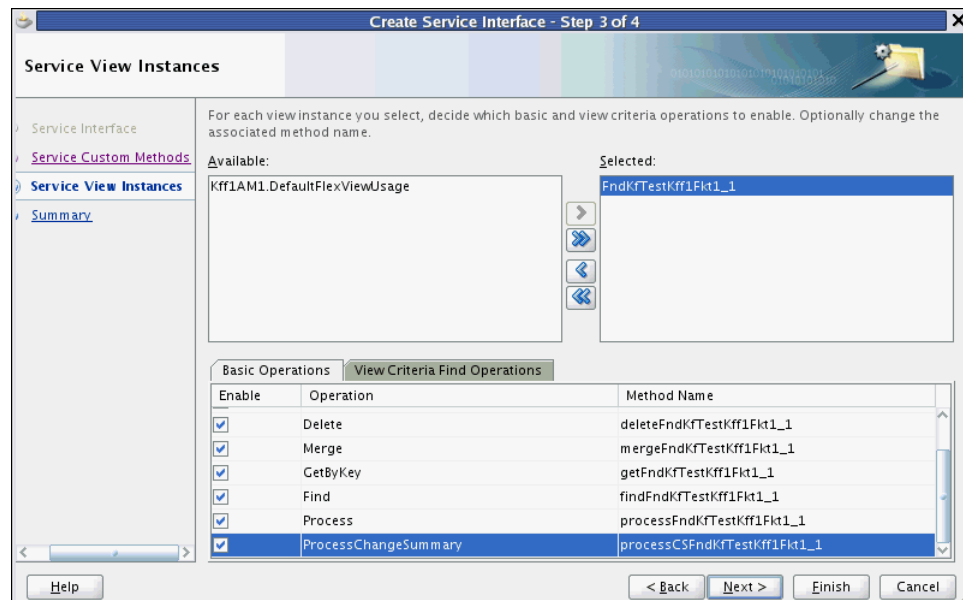 Create Service Interface - Step 3 of 4
Service View Instances
Service Interface
Service Custom Methods
Service View Instances
Summary
For each view instance you select, decide which basic and view criteria operations to enable. Optionally change the
associated method name.
Available:
Selected:
Kff1AM1.DefaultFlexViewUsage
FndKfTestKff1Fkt1_1
Basic Operations
View Criteria Find Operations
Enable Operation Method Name
Delete deleteFndKfTestKff1Fkt1_1
Merge mergeFndKfTestKff1Fkt1_1
GetByKey getFndKfTestKff1Fkt1_1
Find findFndKfTestKff1Fkt1_1
Process processFndKfTestKff1Fkt1_1
ProcessChangeSummary processCSFndKfTestKff1Fkt1_1
Help
< Back
Next >
Finish
Cancel